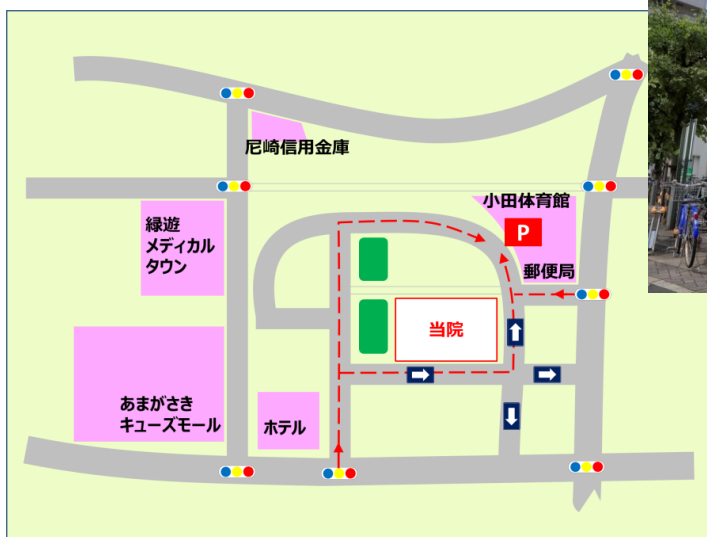 尼崎信用金庫
小田体育館
P
緑遊
メディカル
タウン
郵便局
当院
あまがさき
キューズモール
ホテル